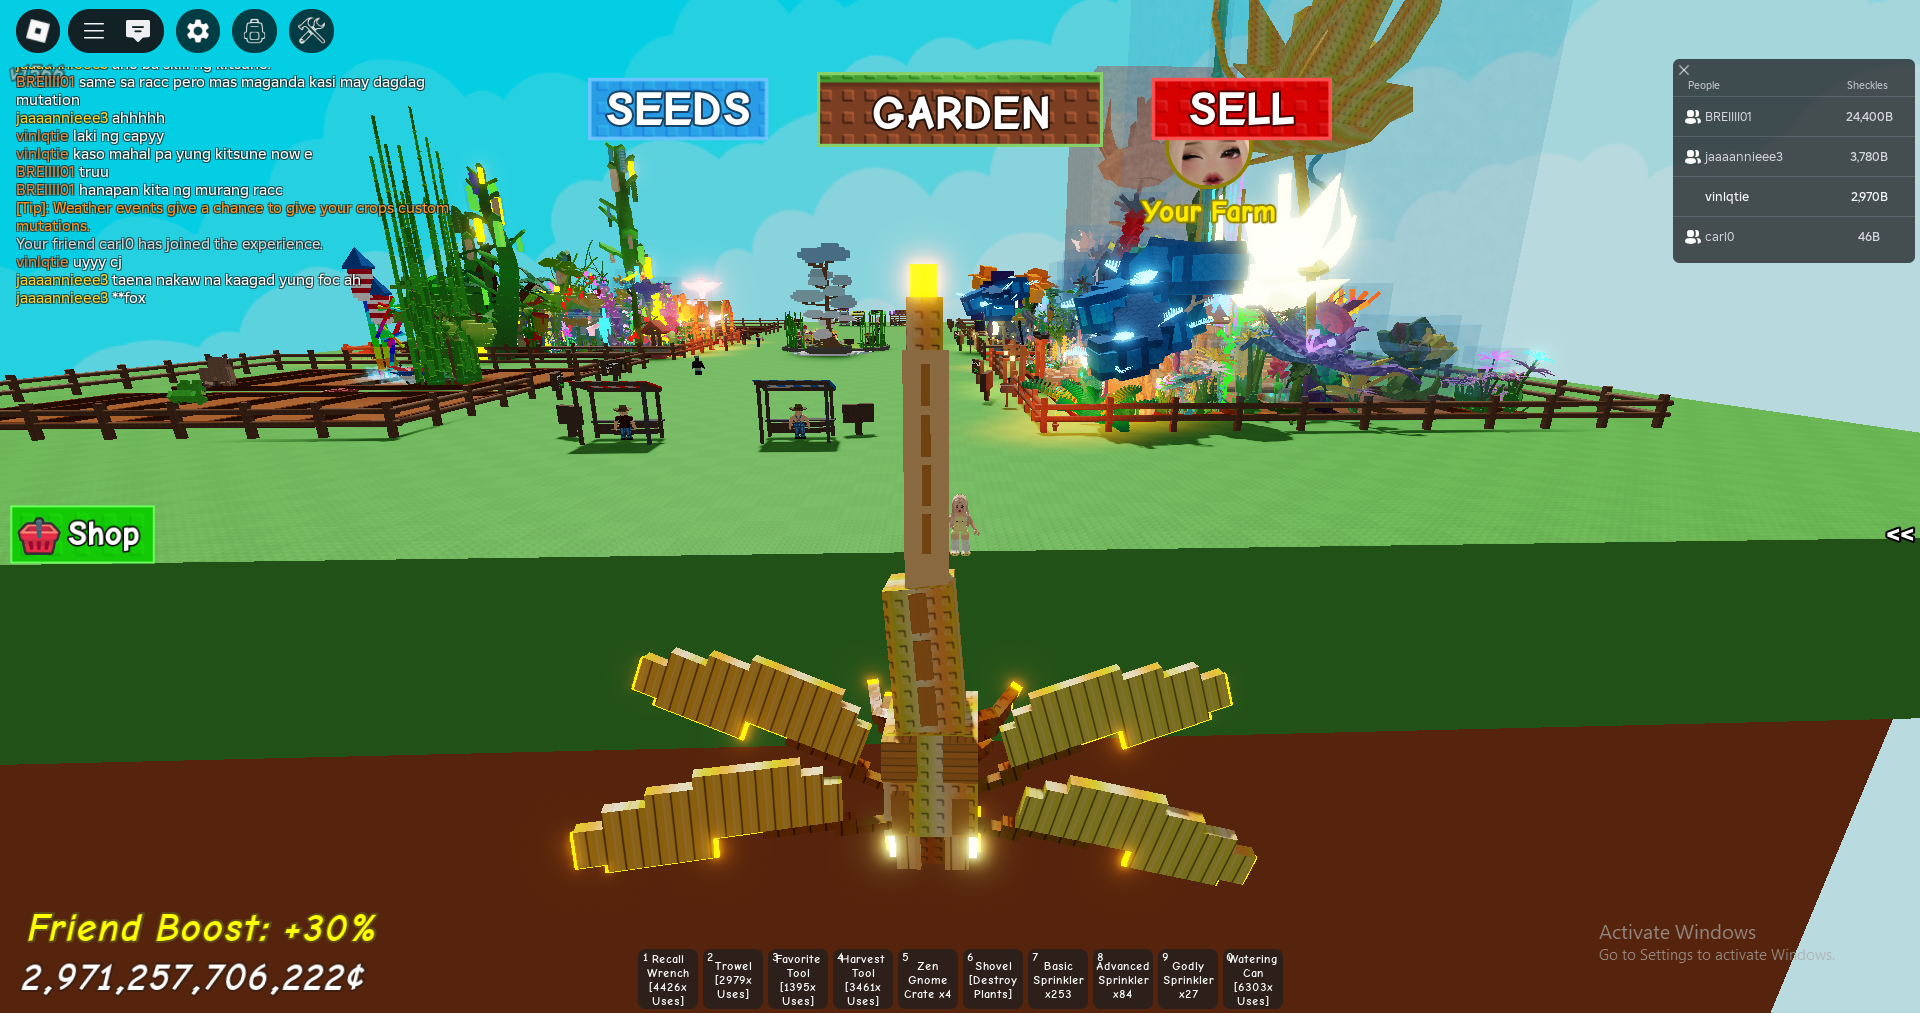 BREIIII01 same sa racc pero mas maganda kasi may dagdag
mutation
jaaaannieee3 ahhhhh
vinlqtie laki ng capyy
vinlqtie kaso mahal pa yung kitsune now e
BREIIII01 truu
BREIIII01 hanapan kita ng murang racc
[Tip]: Weather events give a chance to give your crops custom
mutations.
Your friend carl0 has joined the experience.
vinlqtie uyyy cj
jaaaannieee3 taena nakaw na kaagad yung foc ah
jaaaannieee3 **fox
SEEDS
GARDEN
SELL
Your Farm
People Sheckles
BREIIII01 24,400B
jaaaannieee3 3,780B
vinlqtie 2,970B
carl0 46B
Shop
<<
Friend Boost: +30%
2,971,257,706,222¢
1 Recall
Wrench
[4426x
Uses]
2 Trowel
[2979x
Uses]
3 Favorite
Tool
[1395x
Uses]
4 Harvest
Tool
[3461x
Uses]
5 Zen
Gnome
Crate x4
6 Shovel
[Destroy
Plants]
7 Basic
Sprinkler
x253
8 Advanced
Sprinkler
x84
9 Godly
Sprinkler
x27
0 Watering
Can
[6303x
Uses]
Activate Windows
Go to Settings to activate Windows.